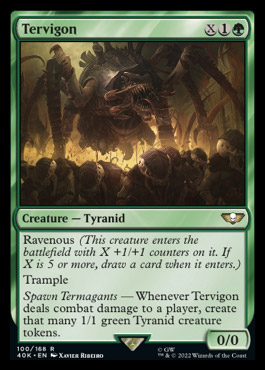 Tervigon X1
Creature — Tyranid
Ravenous (This creature enters the
battlefield with X +1/+1 counters on it. If
X is 5 or more, draw a card when it enters.)
Trample
Spawn Termagants — Whenever Tervigon
deals combat damage to a player, create
that many 1/1 green Tyranid creature
tokens.
0/0
100/168 R
40K • EN Xavier Ribeiro
© GW
™ & © 2022 Wizards of the Coast